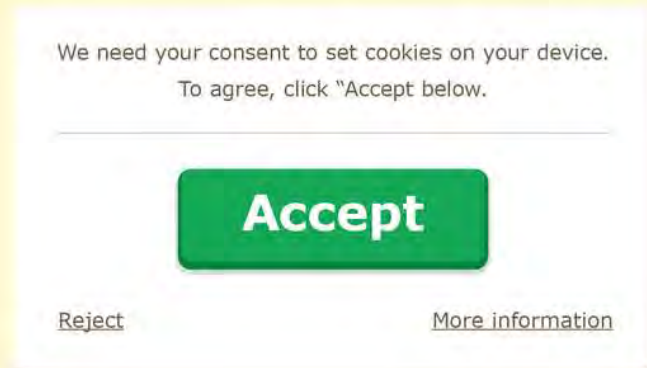 We need your consent to set cookies on your device.
To agree, click “Accept below.
Accept
Reject
More information